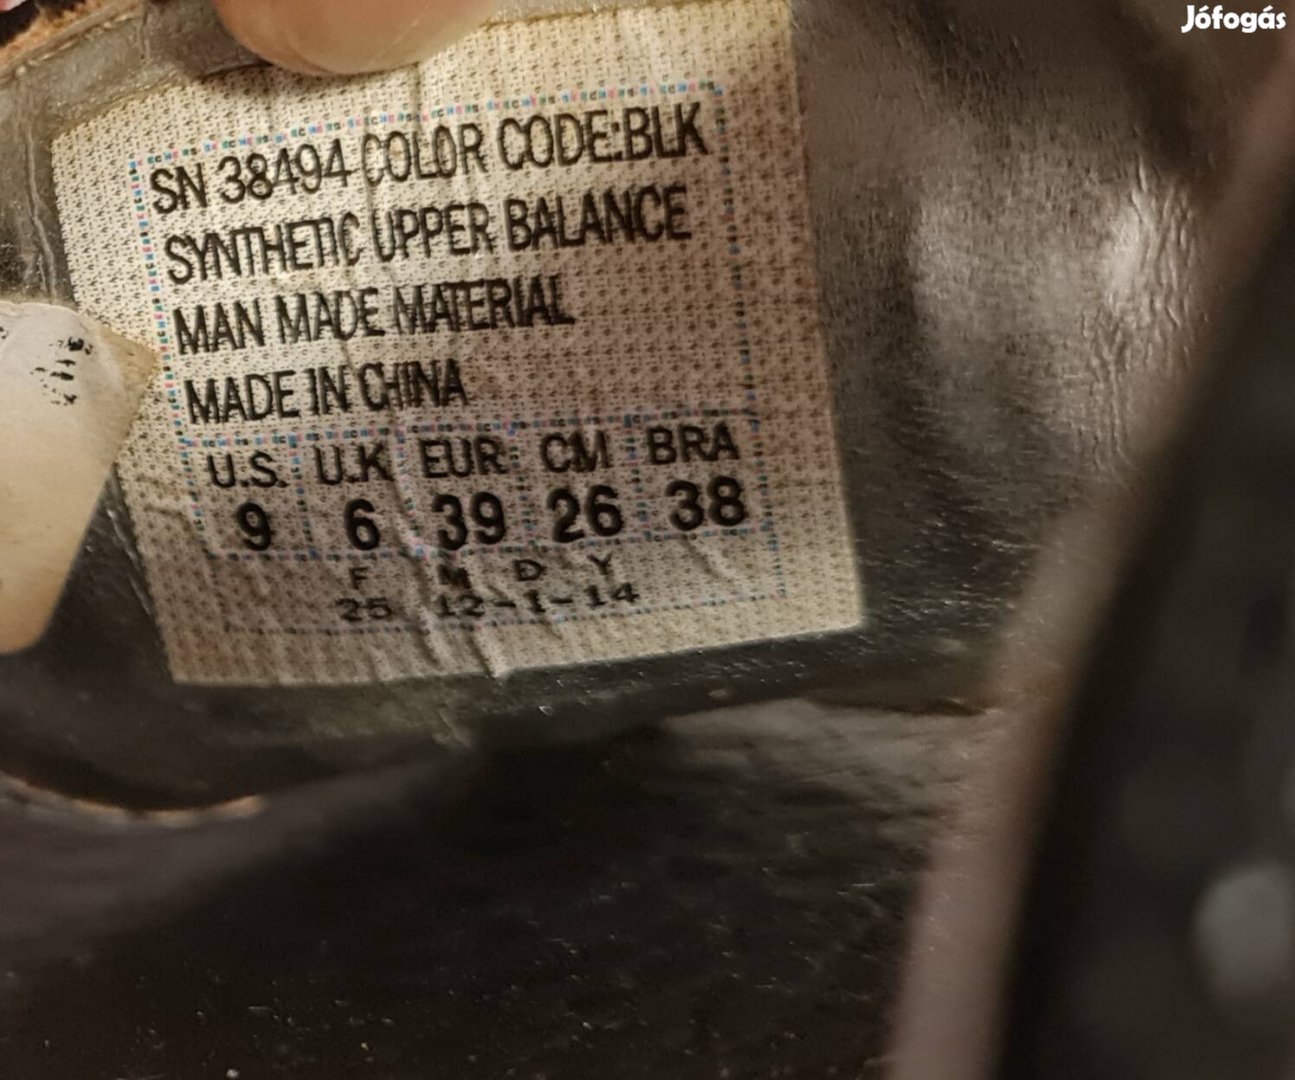 Jófogás
SN 38494 COLOR CODE:BLK
SYNTHETIC UPPER BALANCE
MAN MADE MATERIAL
MADE IN CHINA
U.S. U.K EUR CM BRA
9 6 39 26 38
F M D Y
25 12-1-14